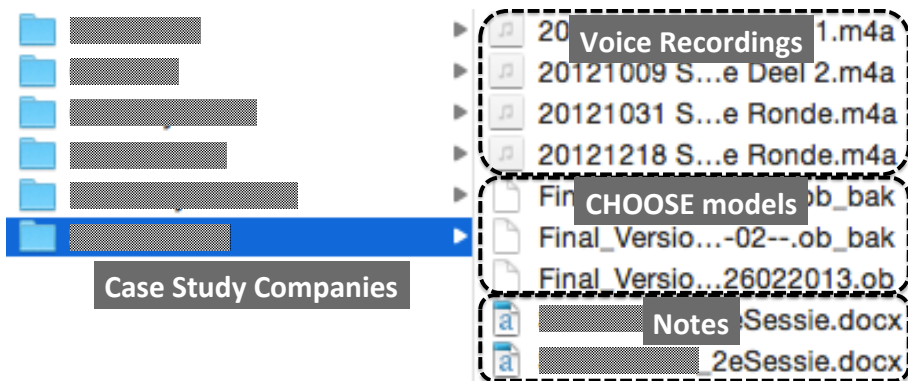 20 1.m4a
Voice Recordings
20121009 S...e Deel 2.m4a
20121031 S...e Ronde.m4a
20121218 S...e Ronde.m4a
Fin ob_bak
CHOOSE models
Final_Versio...-02--.ob_bak
Case Study Companies
Final_Versio...26022013.ob
Notes
eSessie.docx
_2eSessie.docx